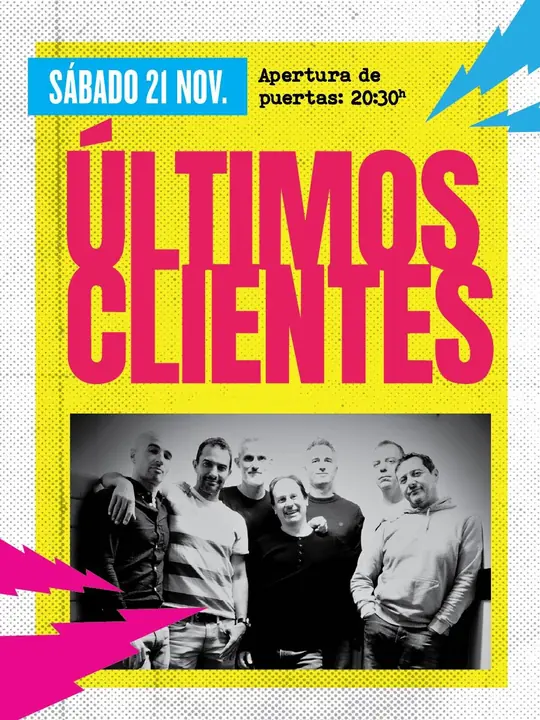 SÁBADO 21 NOV.
Apertura de
puertas: 20:30h
ÚLTIMOS
CLIENTES